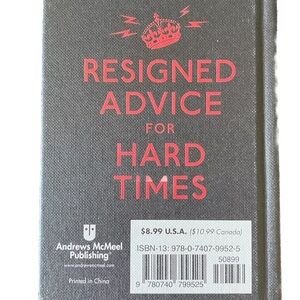 RESIGNED
ADVICE
FOR
HARD
TIMES
Andrews McMeel
Publishing®
www.andrewsmcmeel.com
Printed in China
$8.99 U.S.A. ($10.99 Canada)
ISBN-13: 978-0-7407-9952-5
50899
9 780740 799525